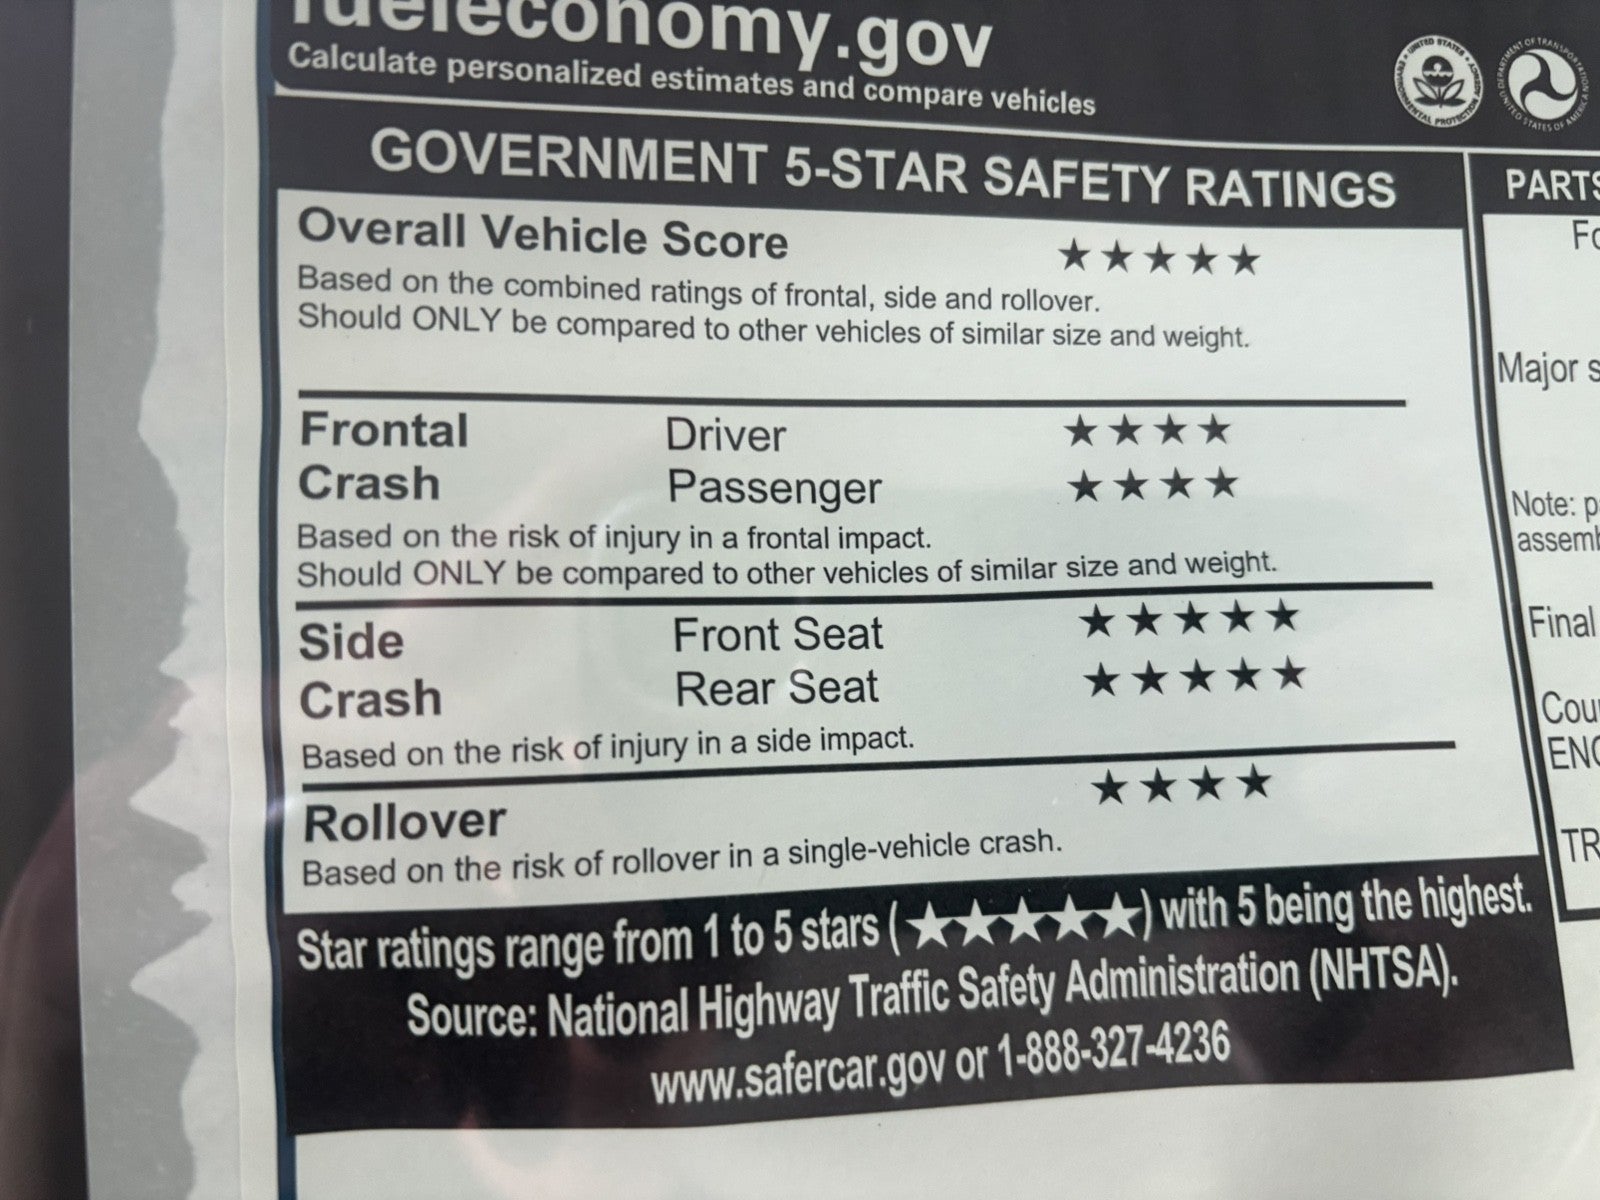 fueleconomy.gov
Calculate personalized estimates and compare vehicles
GOVERNMENT 5-STAR SAFETY RATINGS
Overall Vehicle Score ★★★★★
Based on the combined ratings of frontal, side and rollover.
Should ONLY be compared to other vehicles of similar size and weight.
Frontal Driver ★★★★
Crash Passenger ★★★★
Based on the risk of injury in a frontal impact.
Should ONLY be compared to other vehicles of similar size and weight.
Side Front Seat ★★★★★
Crash Rear Seat ★★★★★
Based on the risk of injury in a side impact.
Rollover ★★★★
Based on the risk of rollover in a single-vehicle crash.
Star ratings range from 1 to 5 stars (★★★★★) with 5 being the highest.
Source: National Highway Traffic Safety Administration (NHTSA).
www.safercar.gov or 1-888-327-4236
PARTS
Major
Note:
Final